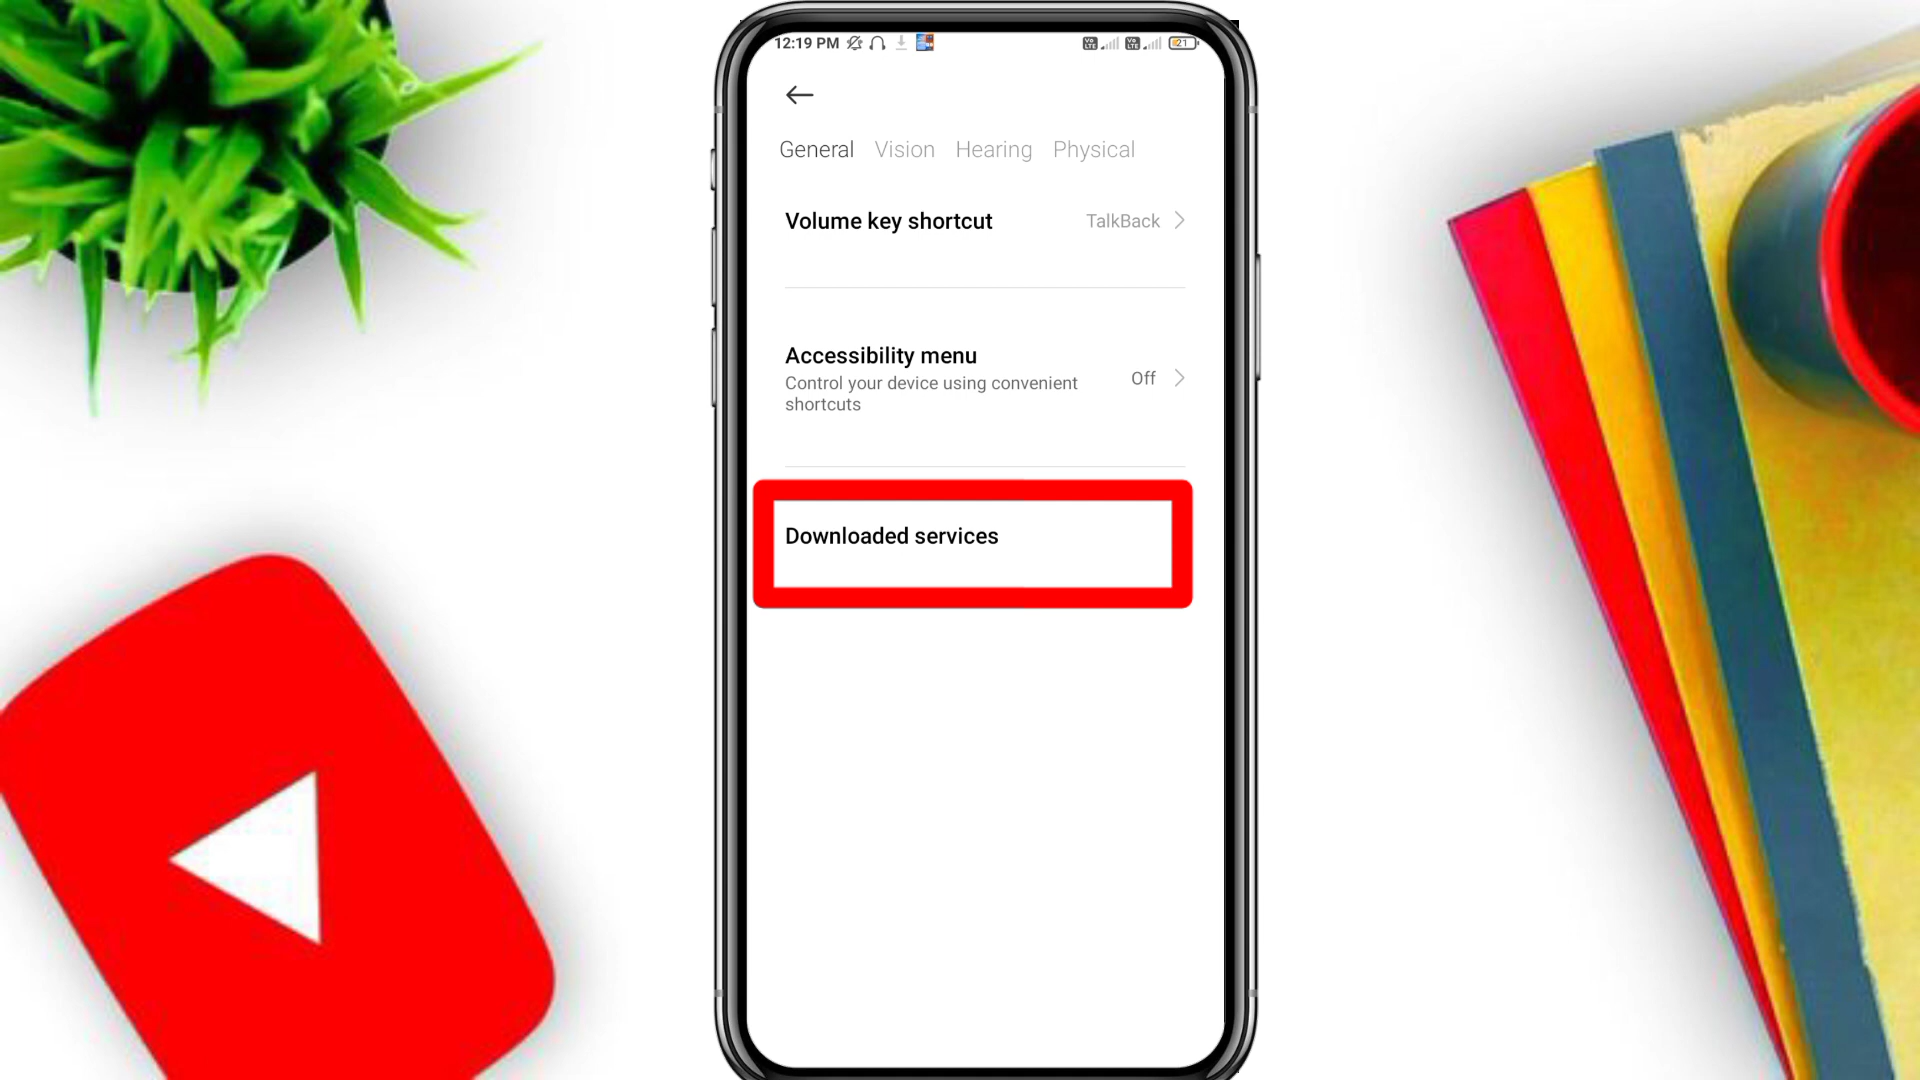 12:19 PM
21
General Vision Hearing Physical
Volume key shortcut TalkBack
Accessibility menu
Control your device using convenient
shortcuts
Off
Downloaded services